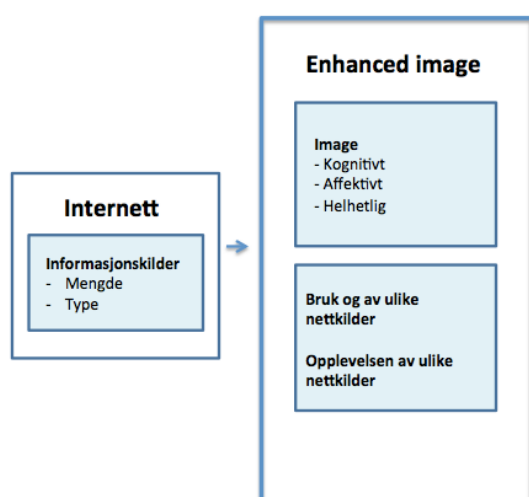 Enhanced image
Image
- Kognitivt
- Affektivt
- Helhetlig
Internett
Informasjonskilder
- Mengde
- Type
Bruk og av ulike
nettkilder
Opplevelsen av ulike
nettkilder